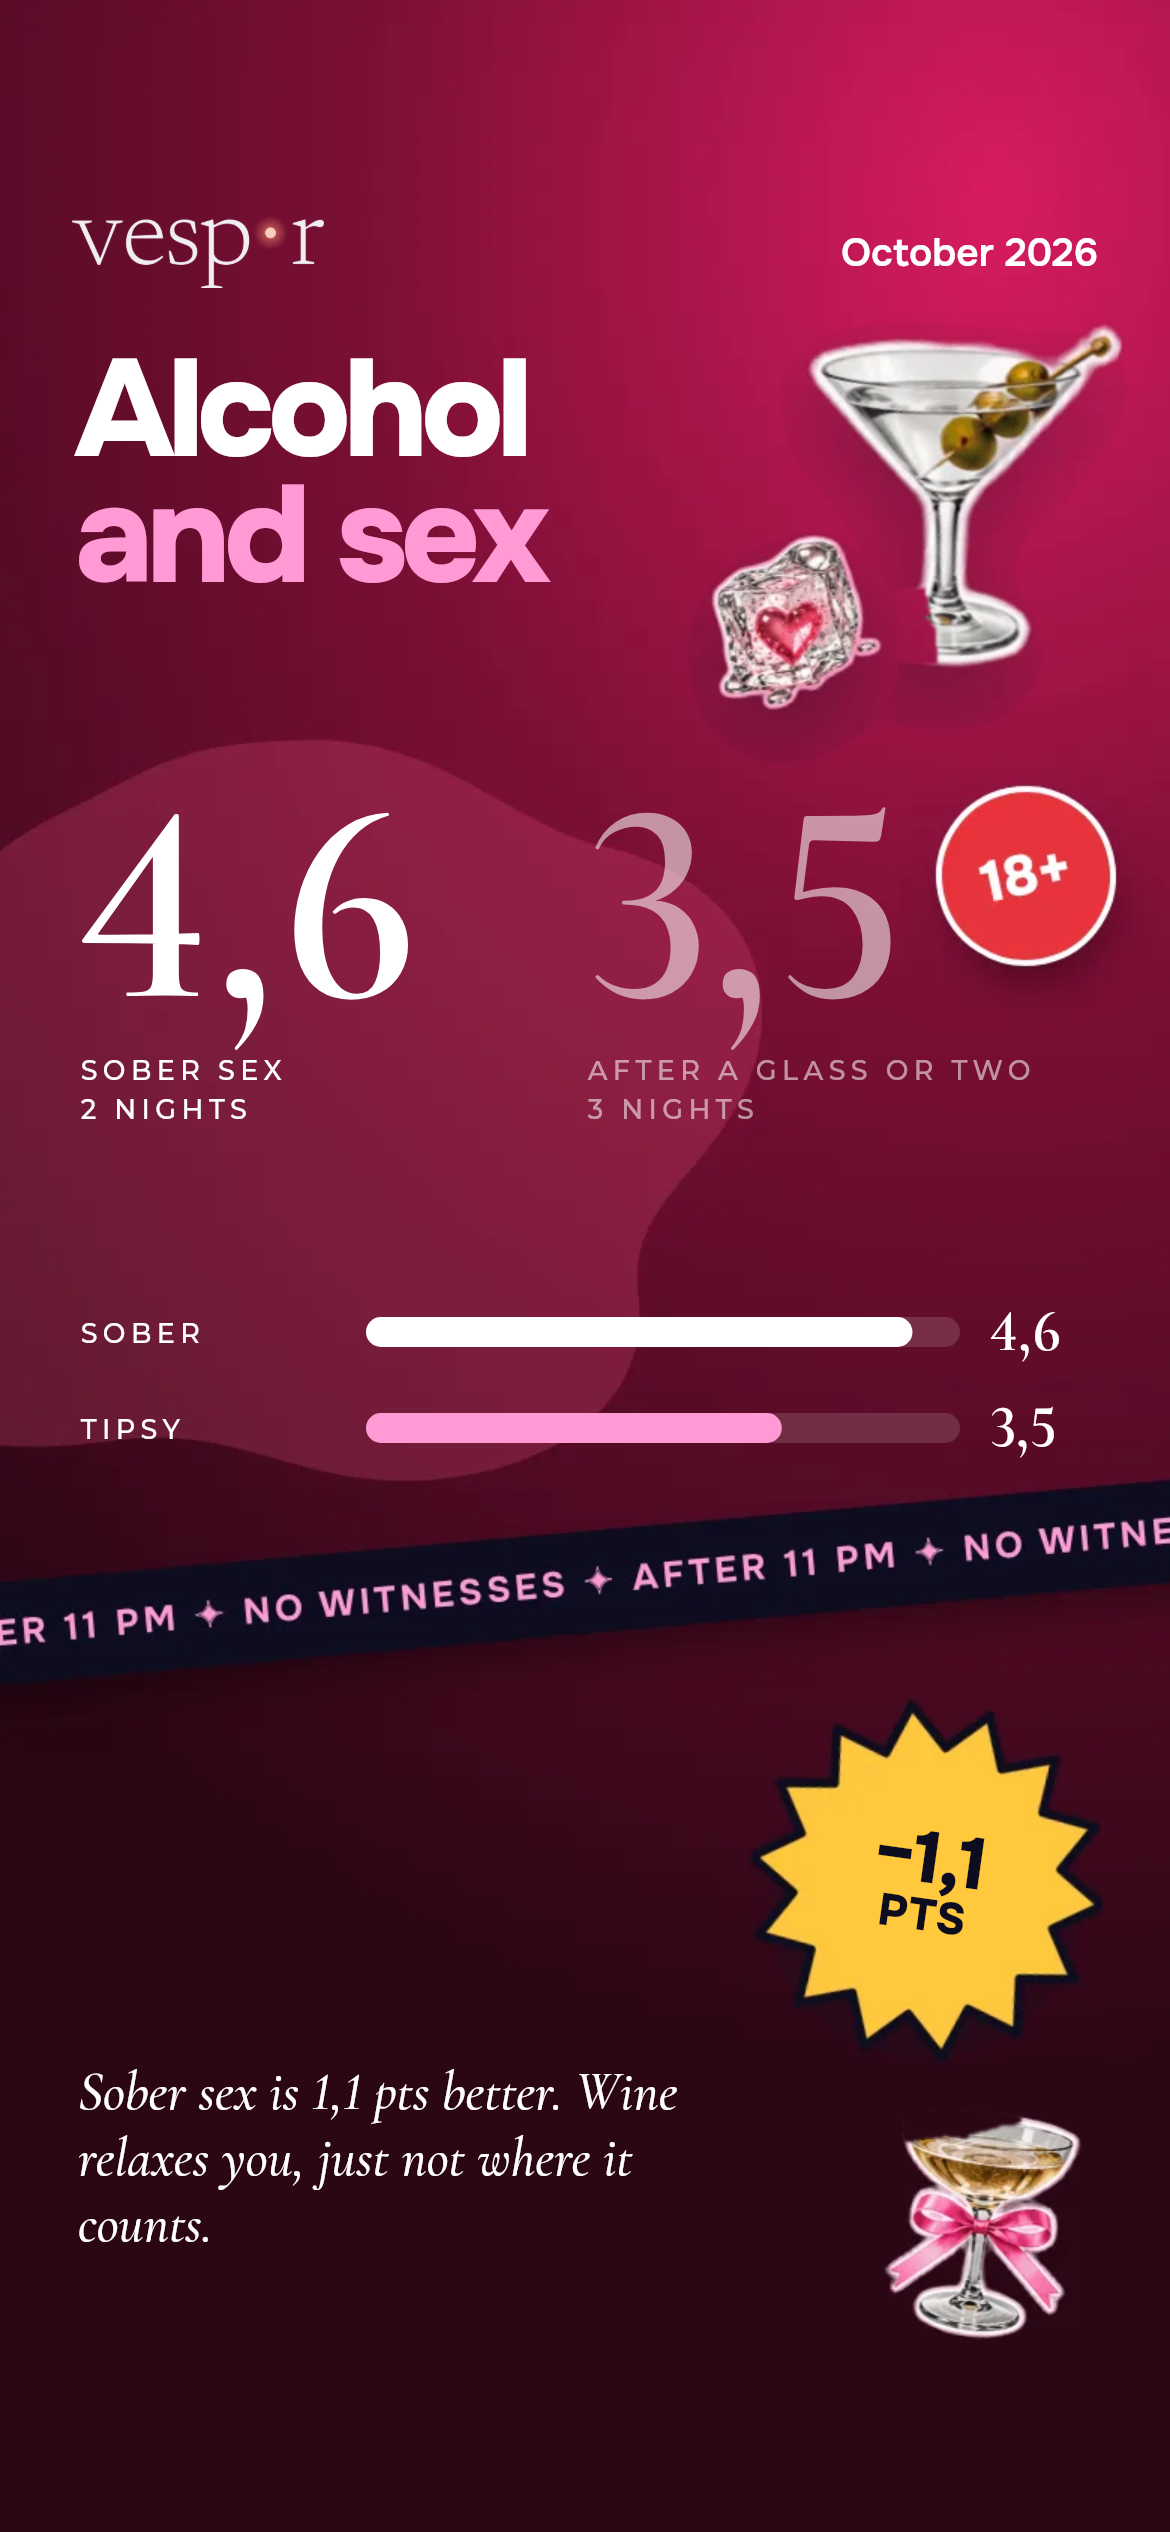 vesp•r
October 2026
Alcohol
and sex
4,6
3,5
18+
SOBER SEX
2 NIGHTS
AFTER A GLASS OR TWO
3 NIGHTS
SOBER
4,6
TIPSY
3,5
ER 11 PM ✦ NO WITNESSES ✦ AFTER 11 PM ✦ NO WITNE
−1,1
PTS
Sober sex is 1,1 pts better. Wine
relaxes you, just not where it
counts.